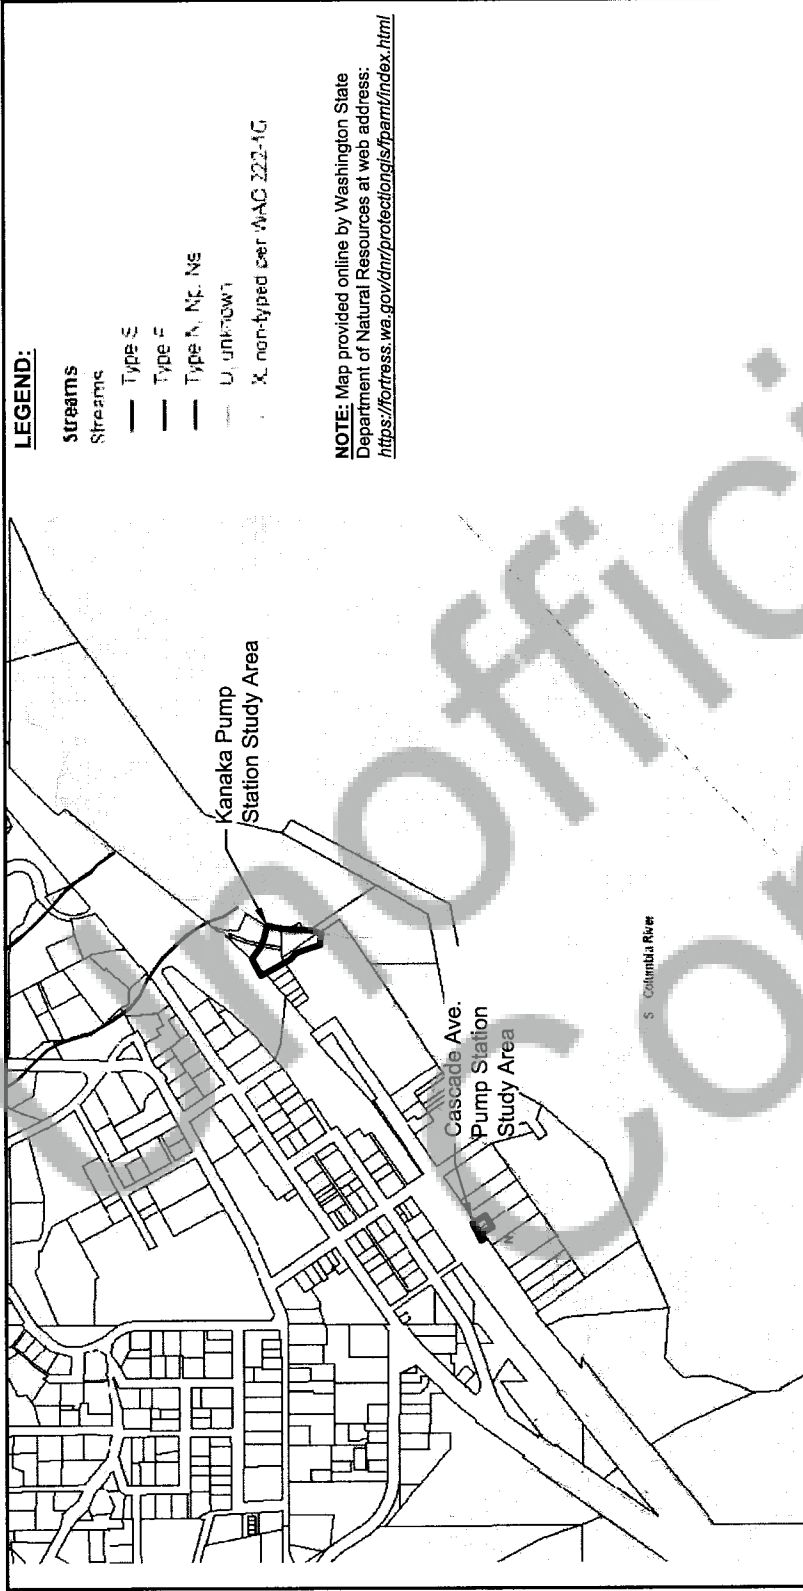 LEGEND:
Streams
Streams
Type S
Type F
Type N, Np, Ns
U, unknown
X, non-typed per WAC 222-16
NOTE: Map provided online by Washington State
Department of Natural Resources at web address:
https://fortress.wa.gov/dnr/protectiongis/fpamt/index.html
Kanaka Pump
Station Study Area
Cascade Ave.
Pump Station
Study Area
S Columbia River
Unoffici
Co